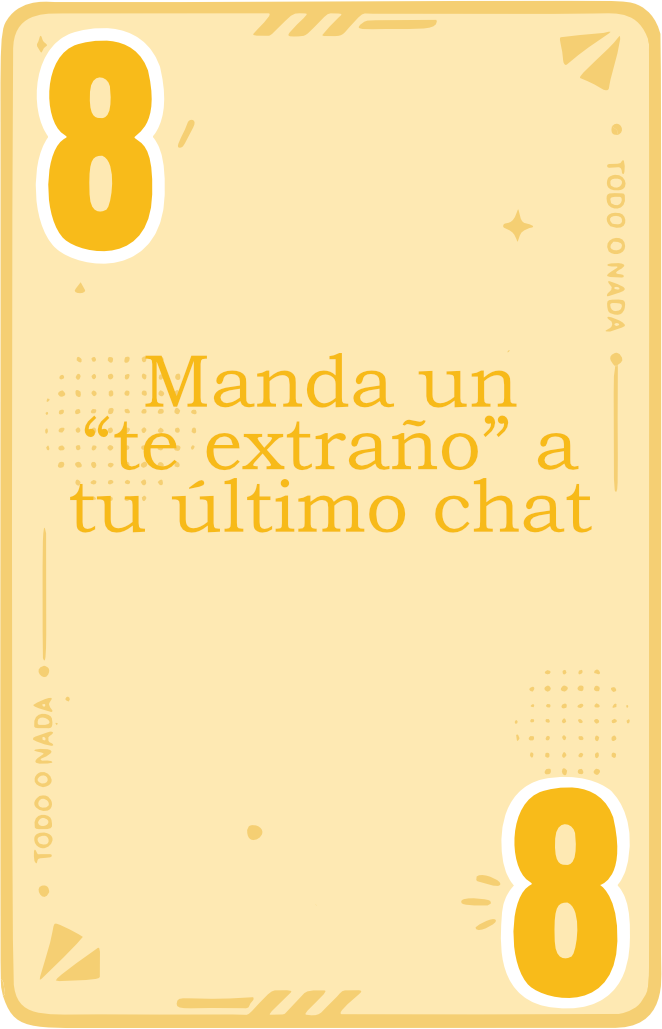 8
TODO O NADA
Manda un
“te extraño” a
tu último chat
TODO O NADA
8